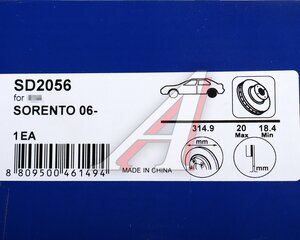 SD2056
for
SORENTO 06-
1EA
314.9 20 18.4
Max Min
mm
mm
8 809500 461494
MADE IN CHINA